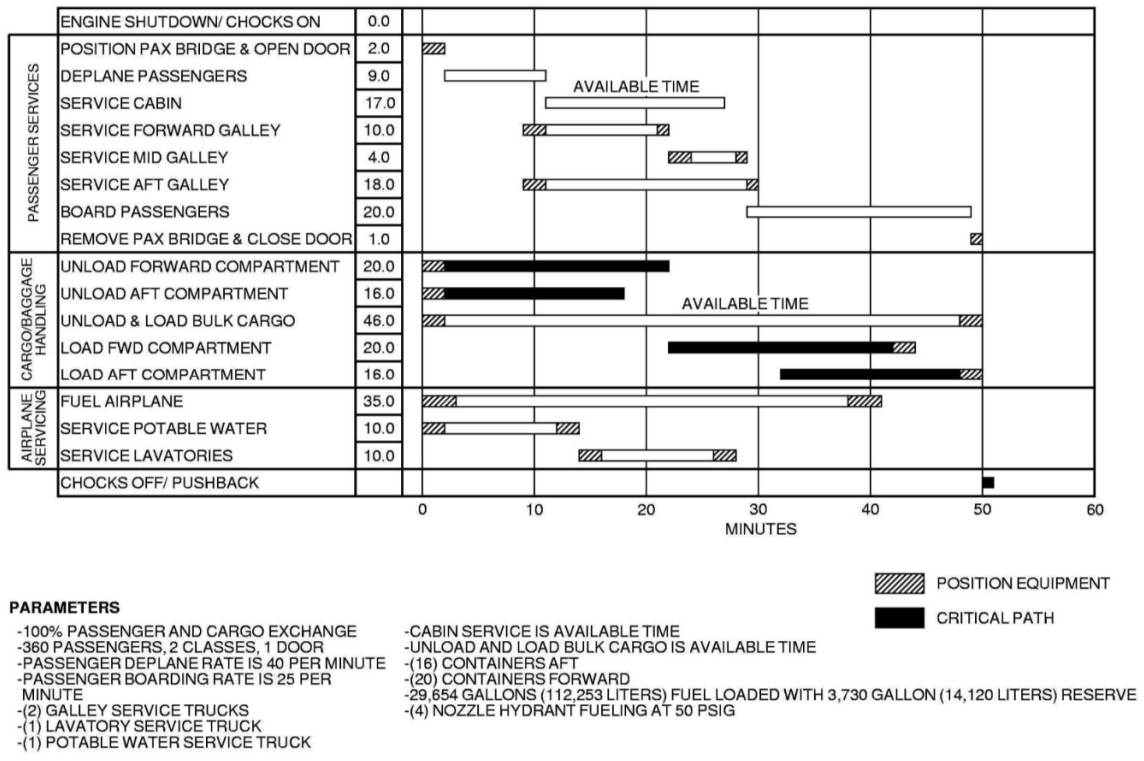 ENGINE SHUTDOWN/ CHOCKS ON 0.0
PASSENGER SERVICES
POSITION PAX BRIDGE & OPEN DOOR 2.0
DEPLANE PASSENGERS 9.0
AVAILABLE TIME
SERVICE CABIN 17.0
SERVICE FORWARD GALLEY 10.0
SERVICE MID GALLEY 4.0
SERVICE AFT GALLEY 18.0
BOARD PASSENGERS 20.0
REMOVE PAX BRIDGE & CLOSE DOOR 1.0
CARGO/BAGGAGE
HANDLING
UNLOAD FORWARD COMPARTMENT 20.0
UNLOAD AFT COMPARTMENT 16.0
AVAILABLE TIME
UNLOAD & LOAD BULK CARGO 46.0
LOAD FWD COMPARTMENT 20.0
LOAD AFT COMPARTMENT 16.0
AIRPLANE
SERVICING
FUEL AIRPLANE 35.0
SERVICE POTABLE WATER 10.0
SERVICE LAVATORIES 10.0
CHOCKS OFF/ PUSHBACK
0 10 20 30 40 50 60
MINUTES
POSITION EQUIPMENT
CRITICAL PATH
PARAMETERS
-100% PASSENGER AND CARGO EXCHANGE
-360 PASSENGERS, 2 CLASSES, 1 DOOR
-PASSENGER DEPLANE RATE IS 40 PER MINUTE
-PASSENGER BOARDING RATE IS 25 PER
MINUTE
-(2) GALLEY SERVICE TRUCKS
-(1) LAVATORY SERVICE TRUCK
-(1) POTABLE WATER SERVICE TRUCK
-CABIN SERVICE IS AVAILABLE TIME
-UNLOAD AND LOAD BULK CARGO IS AVAILABLE TIME
-(16) CONTAINERS AFT
-(20) CONTAINERS FORWARD
-29,654 GALLONS (112,253 LITERS) FUEL LOADED WITH 3,730 GALLON (14,120 LITERS) RESERVE
-(4) NOZZLE HYDRANT FUELING AT 50 PSIG